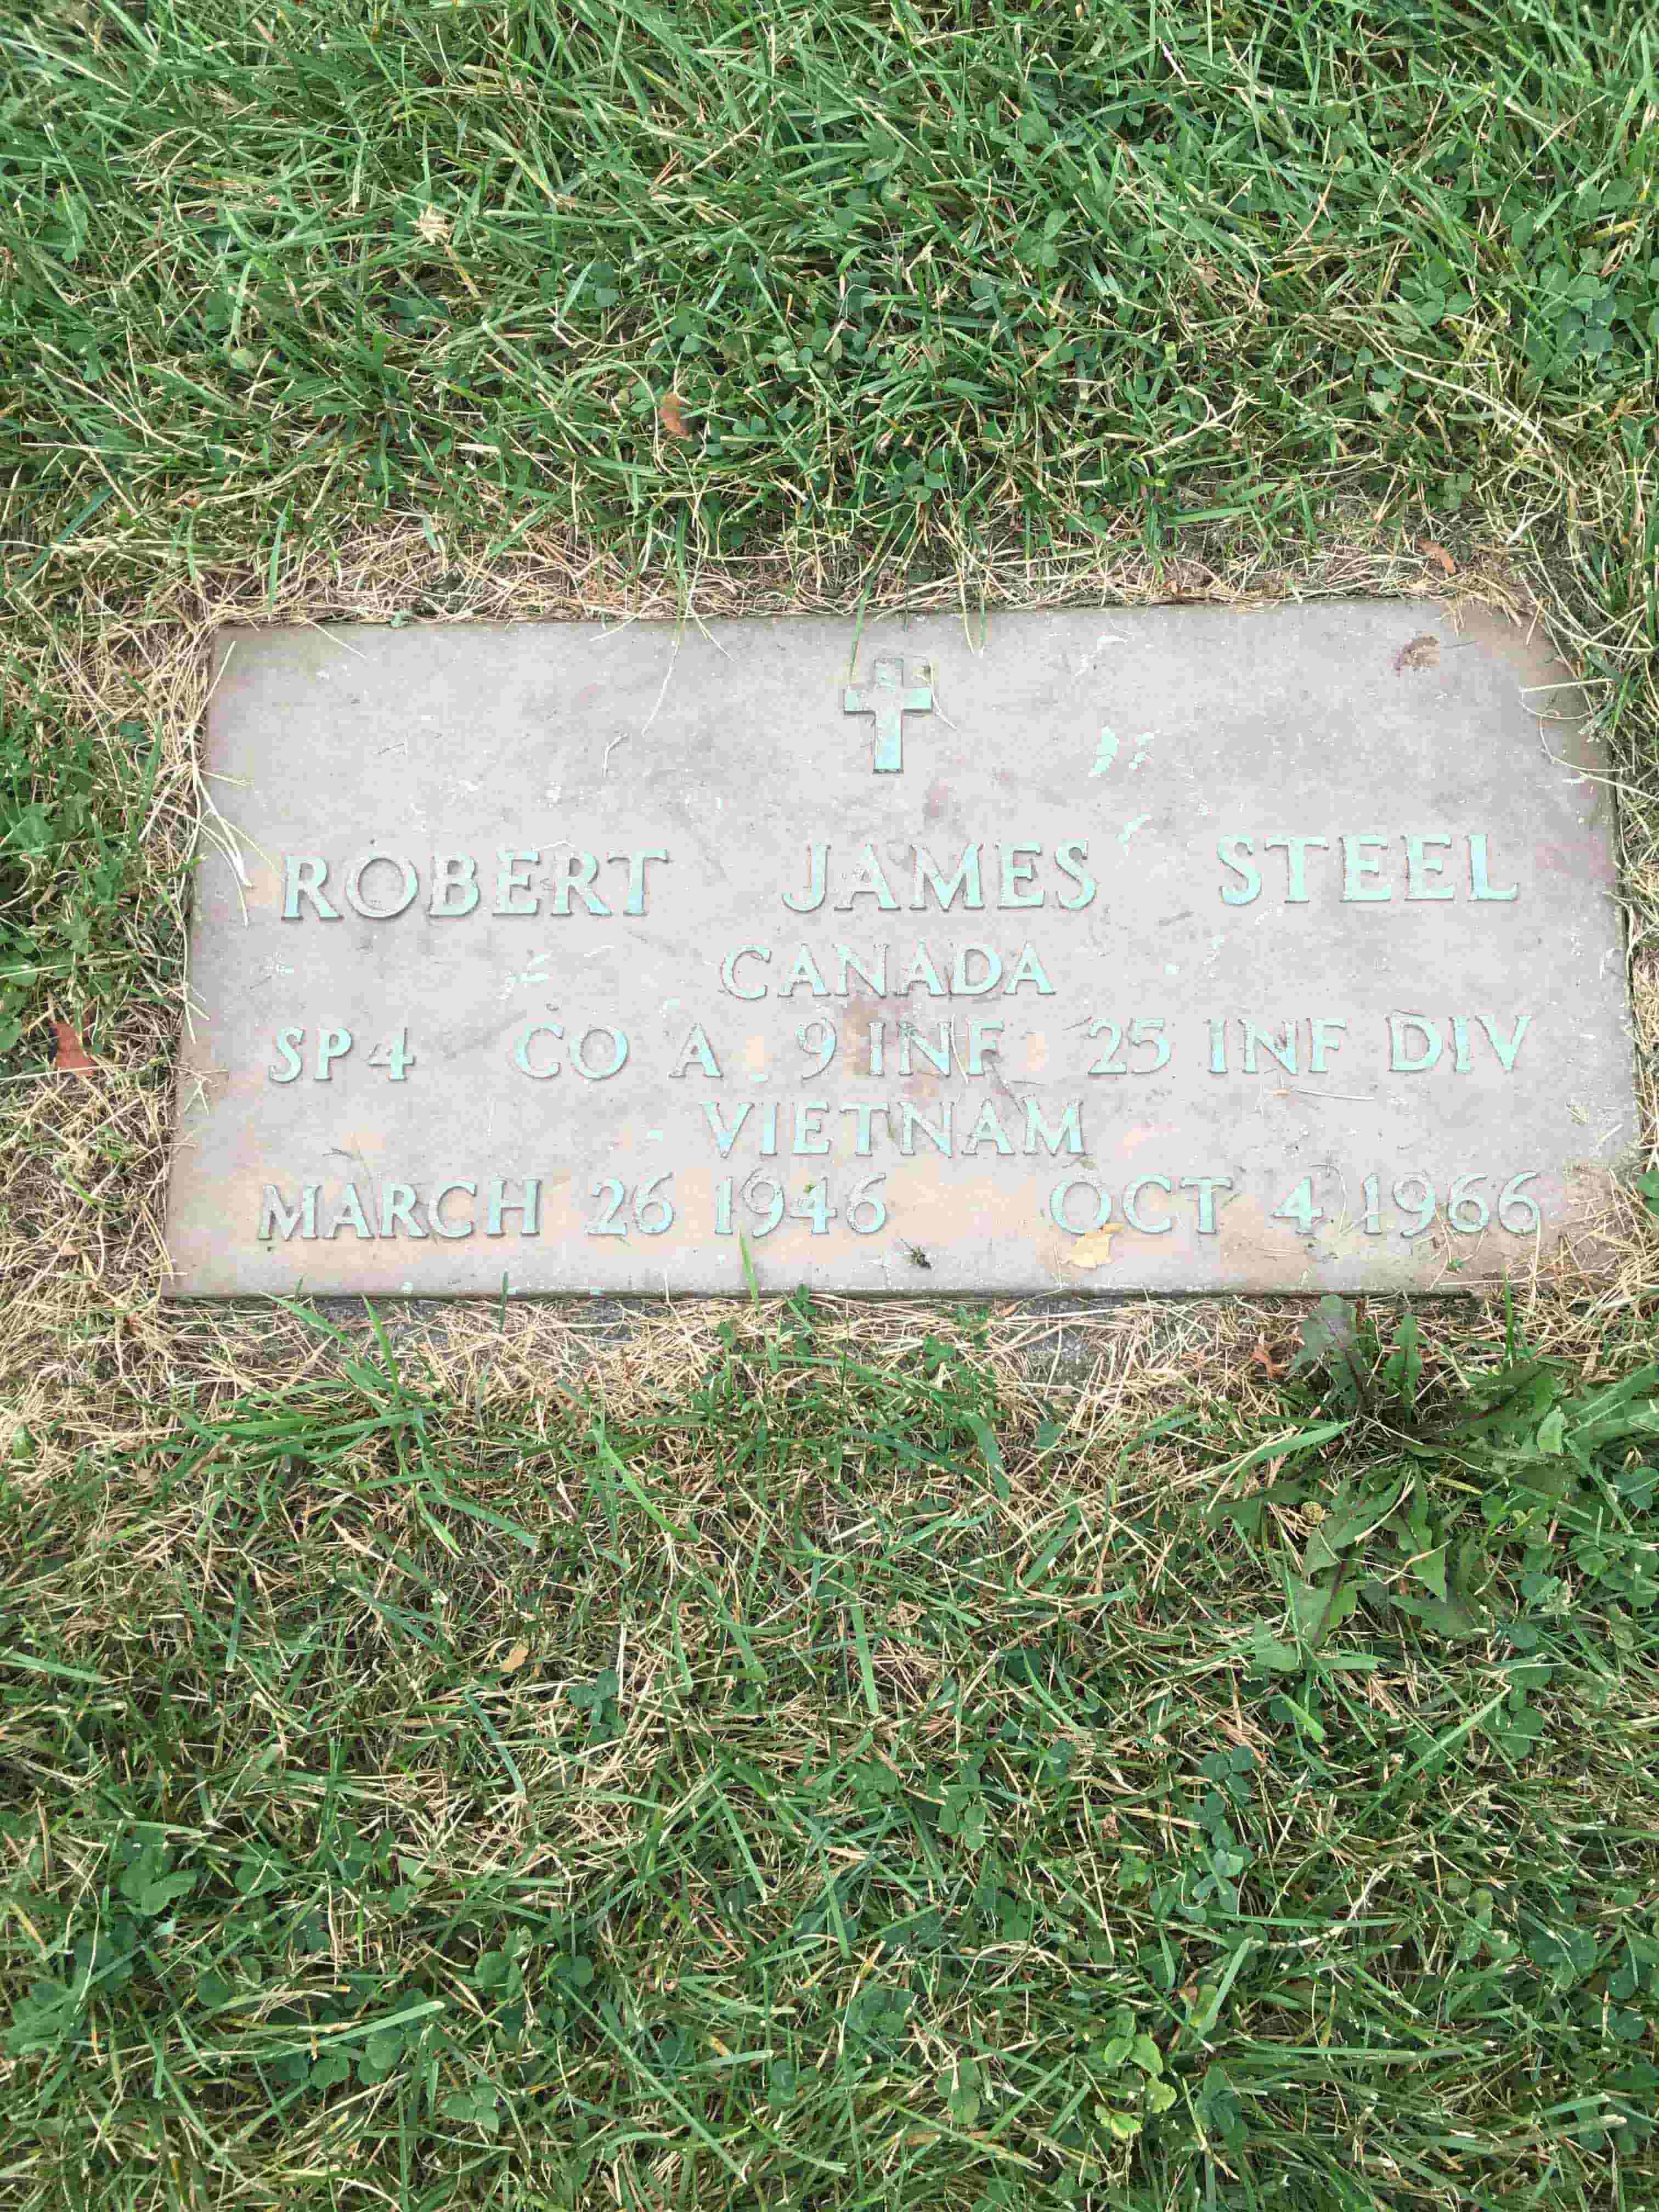 ROBERT JAMES STEEL
CANADA
SP4 CO A 9 INF 25 INF DIV
VIETNAM
MARCH 26 1946 OCT 4 1966